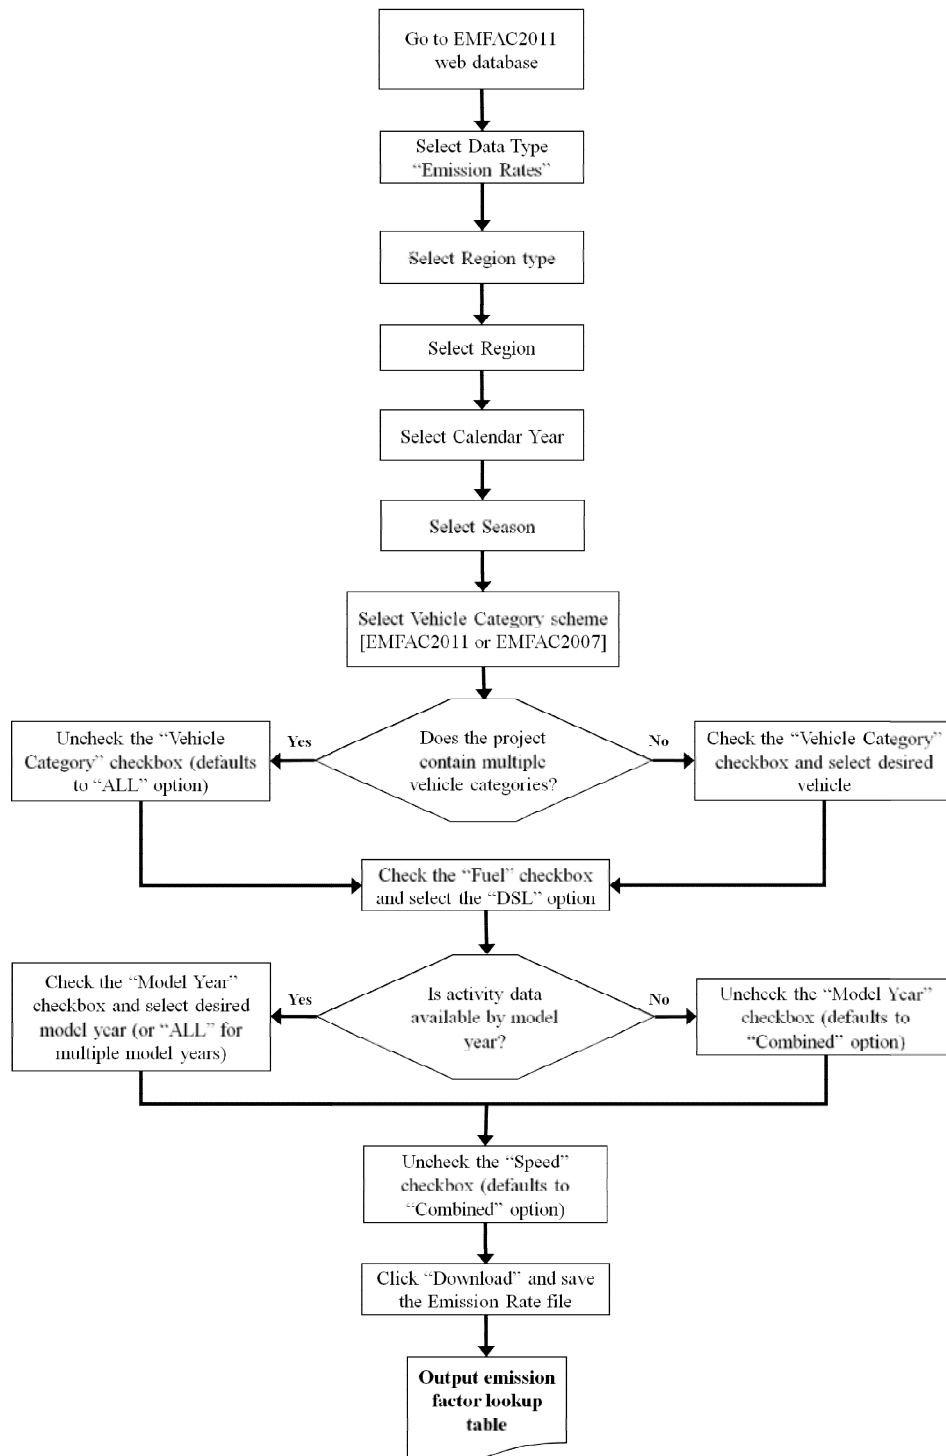 Go to EMFAC2011
web database
Select Data Type
“Emission Rates”
Select Region type
Select Region
Select Calendar Year
Select Season
Select Vehicle Category scheme
[EMFAC2011 or EMFAC2007]
Does the project
contain multiple
vehicle categories?
Yes
Uncheck the “Vehicle
Category” checkbox (defaults
to “ALL” option)
No
Check the “Vehicle Category”
checkbox and select desired
vehicle
Check the “Fuel” checkbox
and select the “DSL” option
Is activity data
available by model
year?
Yes
Check the “Model Year”
checkbox and select desired
model year (or “ALL” for
multiple model years)
No
Uncheck the “Model Year”
checkbox (defaults to
“Combined” option)
Uncheck the “Speed”
checkbox (defaults to
“Combined” option)
Click “Download” and save
the Emission Rate file
Output emission
factor lookup
table